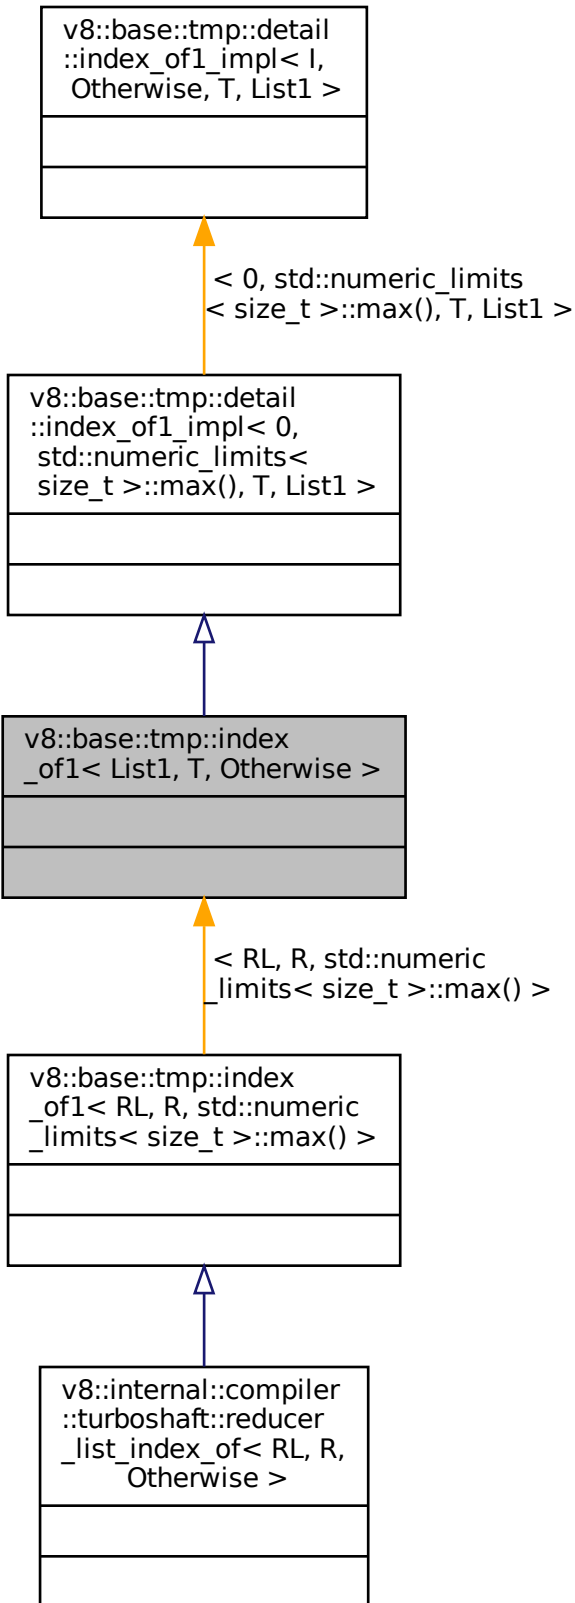 v8::base::tmp::detail
::index_of1_impl< I,
Otherwise, T, List1 >
< 0, std::numeric_limits
< size_t >::max(), T, List1 >
v8::base::tmp::detail
::index_of1_impl< 0,
std::numeric_limits<
size_t >::max(), T, List1 >
v8::base::tmp::index
_of1< List1, T, Otherwise >
< RL, R, std::numeric
_limits< size_t >::max() >
v8::base::tmp::index
_of1< RL, R, std::numeric
_limits< size_t >::max() >
v8::internal::compiler
::turboshaft::reducer
_list_index_of< RL, R,
Otherwise >